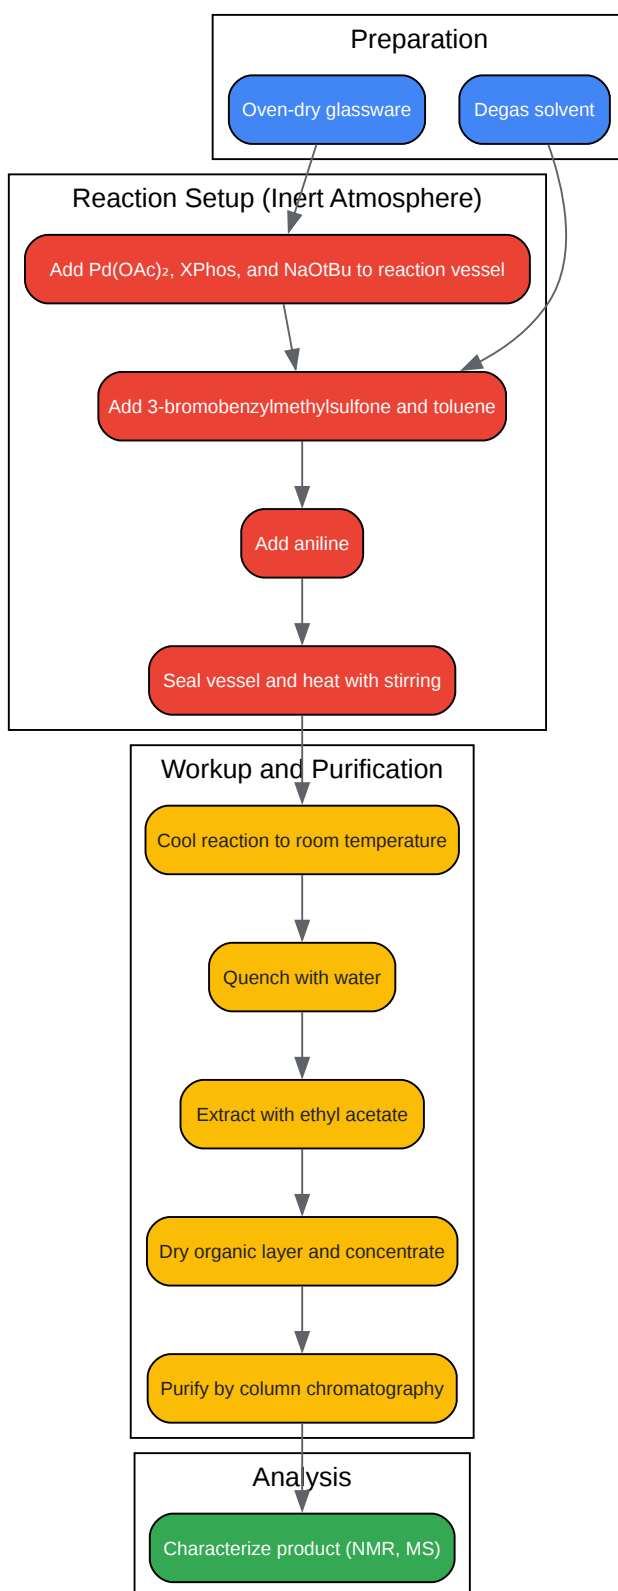 Preparation
Oven-dry glassware
Degas solvent
Reaction Setup (Inert Atmosphere)
Add Pd(OAc)₂, XPhos, and NaOtBu to reaction vessel
Add 3-bromobenzylmethylsulfone and toluene
Add aniline
Seal vessel and heat with stirring
Workup and Purification
Cool reaction to room temperature
Quench with water
Extract with ethyl acetate
Dry organic layer and concentrate
Purify by column chromatography
Analysis
Characterize product (NMR, MS)